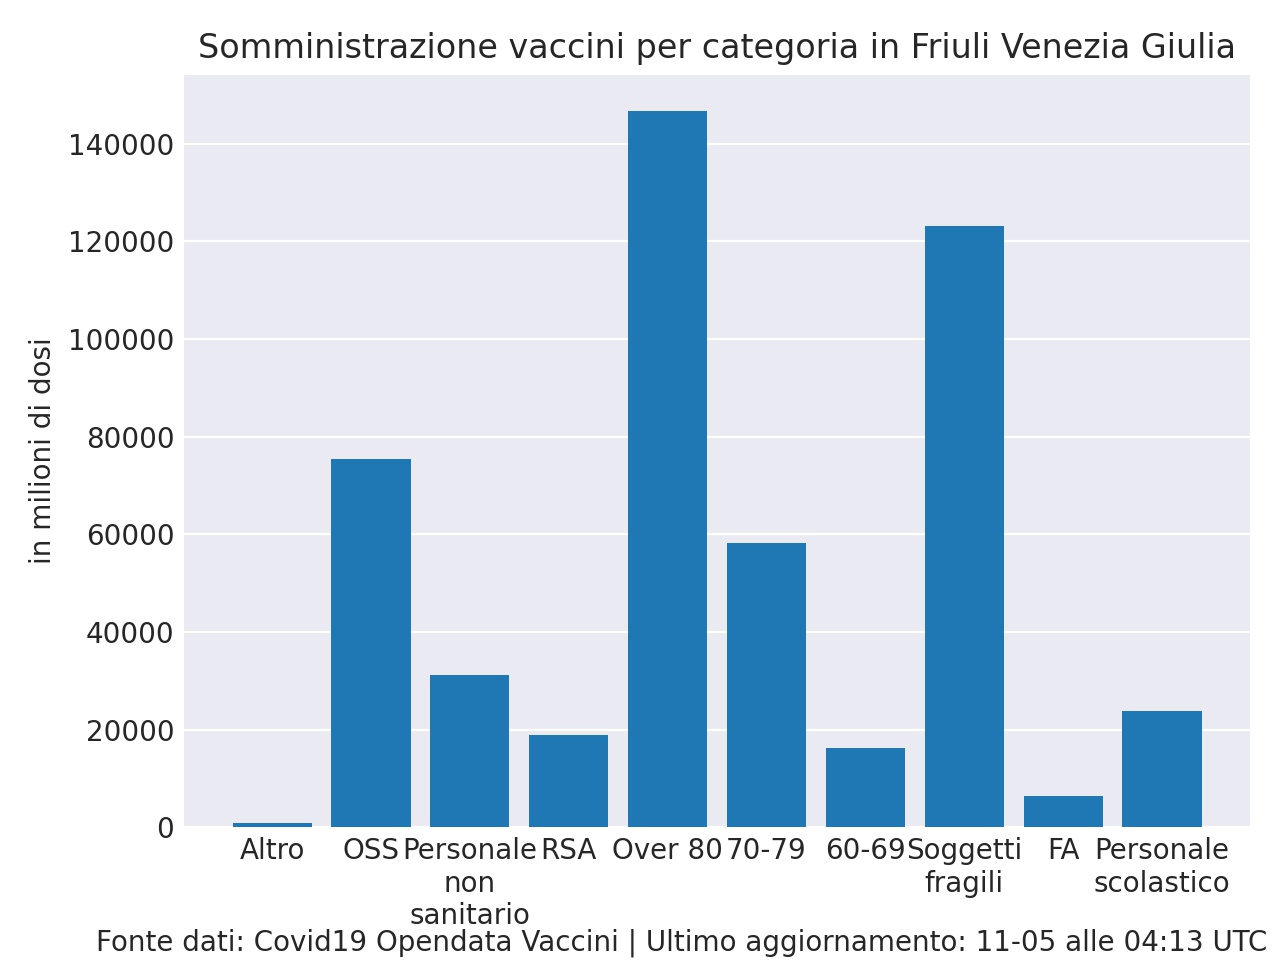 Somministrazione vaccini per categoria in Friuli Venezia Giulia
in milioni di dosi
140000
120000
100000
80000
60000
40000
20000
0
Altro
OSS
Personale
non
sanitario
RSA
Over 80
70-79
60-69
Soggetti
fragili
FA
Personale
scolastico
Fonte dati: Covid19 Opendata Vaccini | Ultimo aggiornamento: 11-05 alle 04:13 UTC